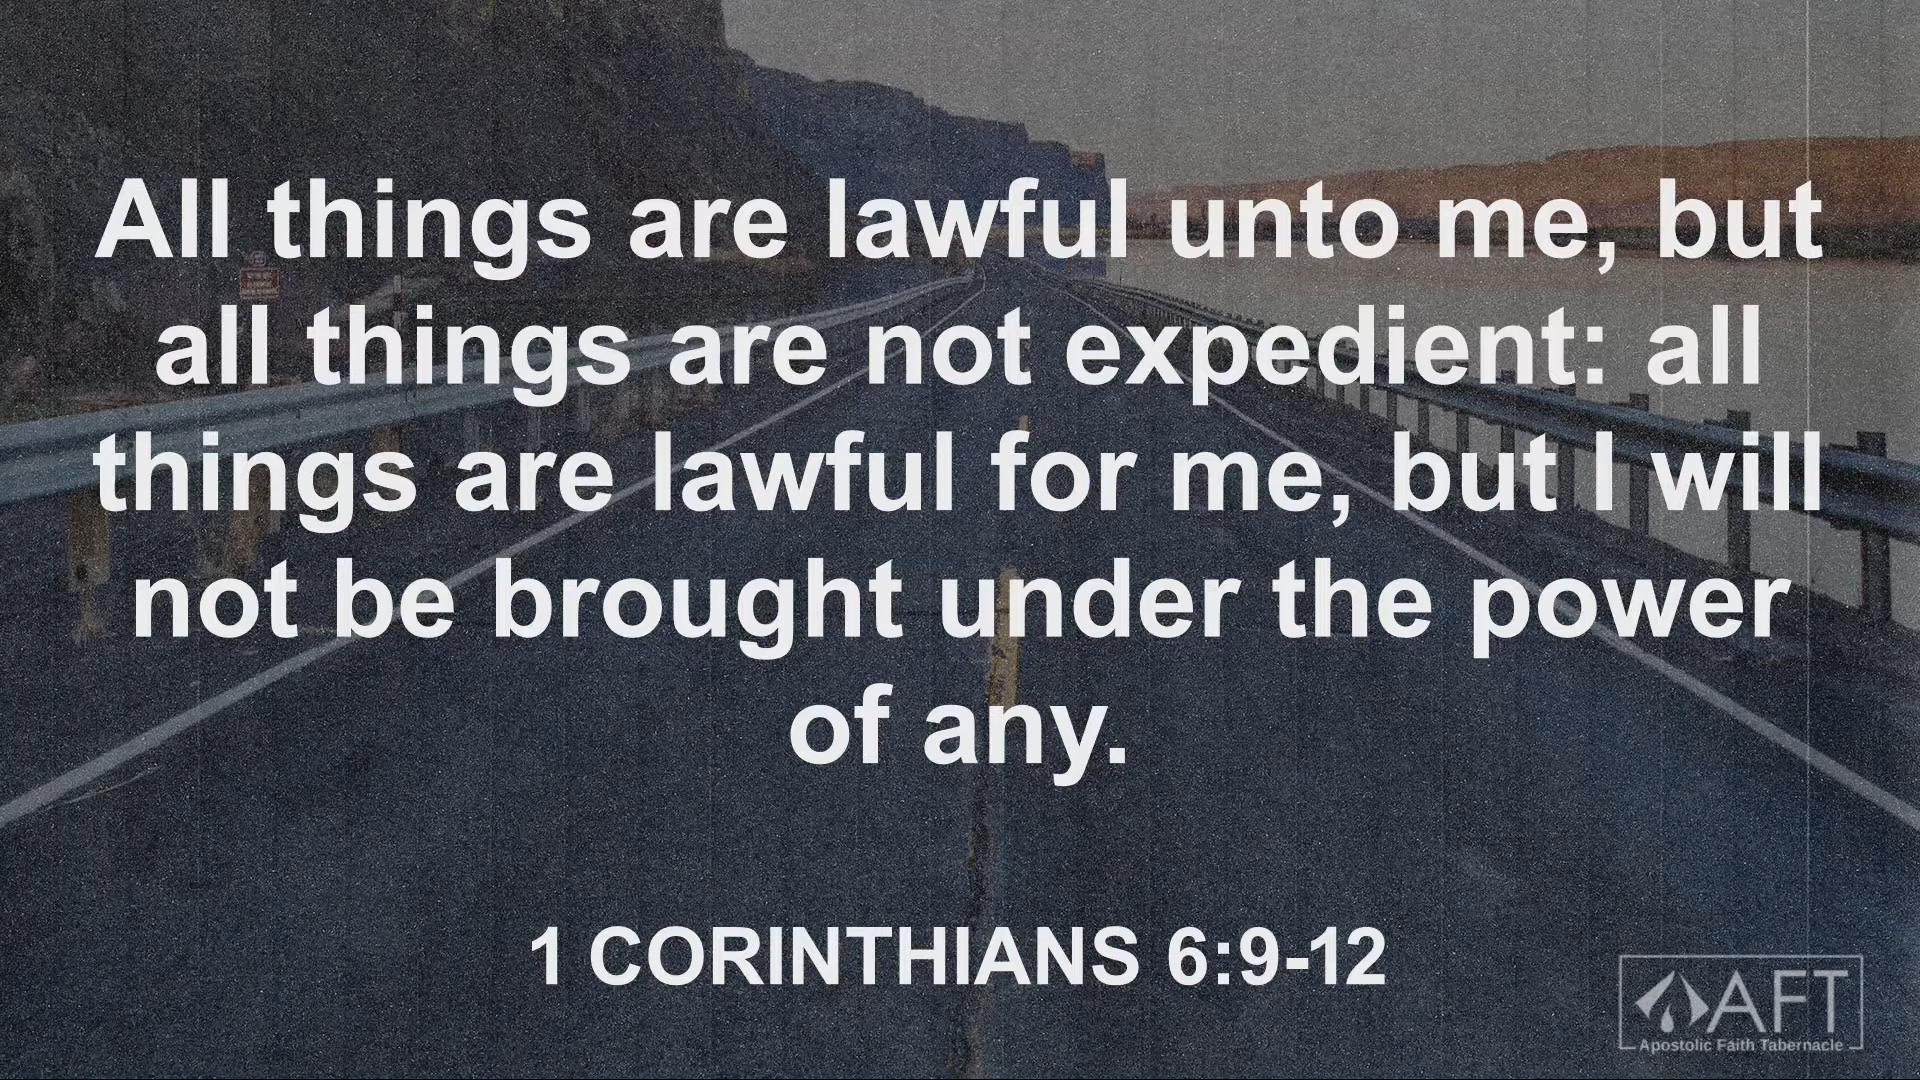 All things are lawful unto me, but
all things are not expedient: all
things are lawful for me, but I will
not be brought under the power
of any.
1 CORINTHIANS 6:9-12
AFT
Apostolic Faith Tabernacle